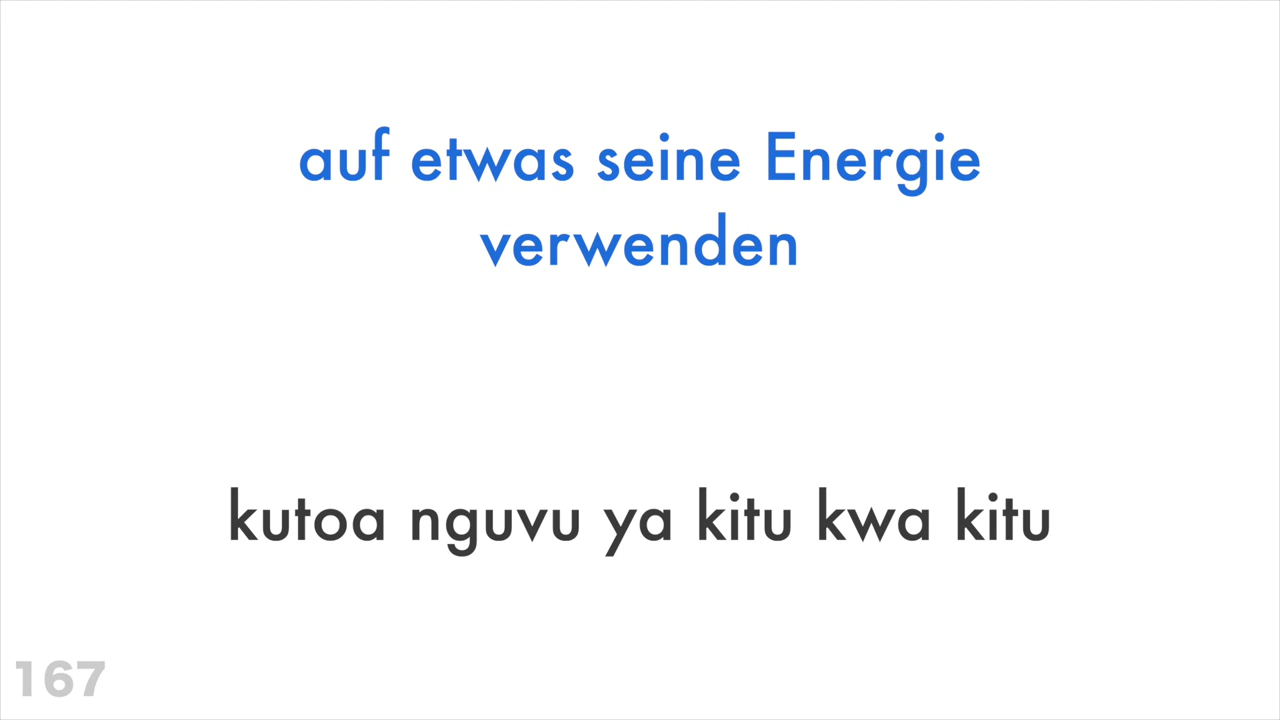 auf etwas seine Energie
verwenden
kutoa nguvu ya kitu kwa kitu
167